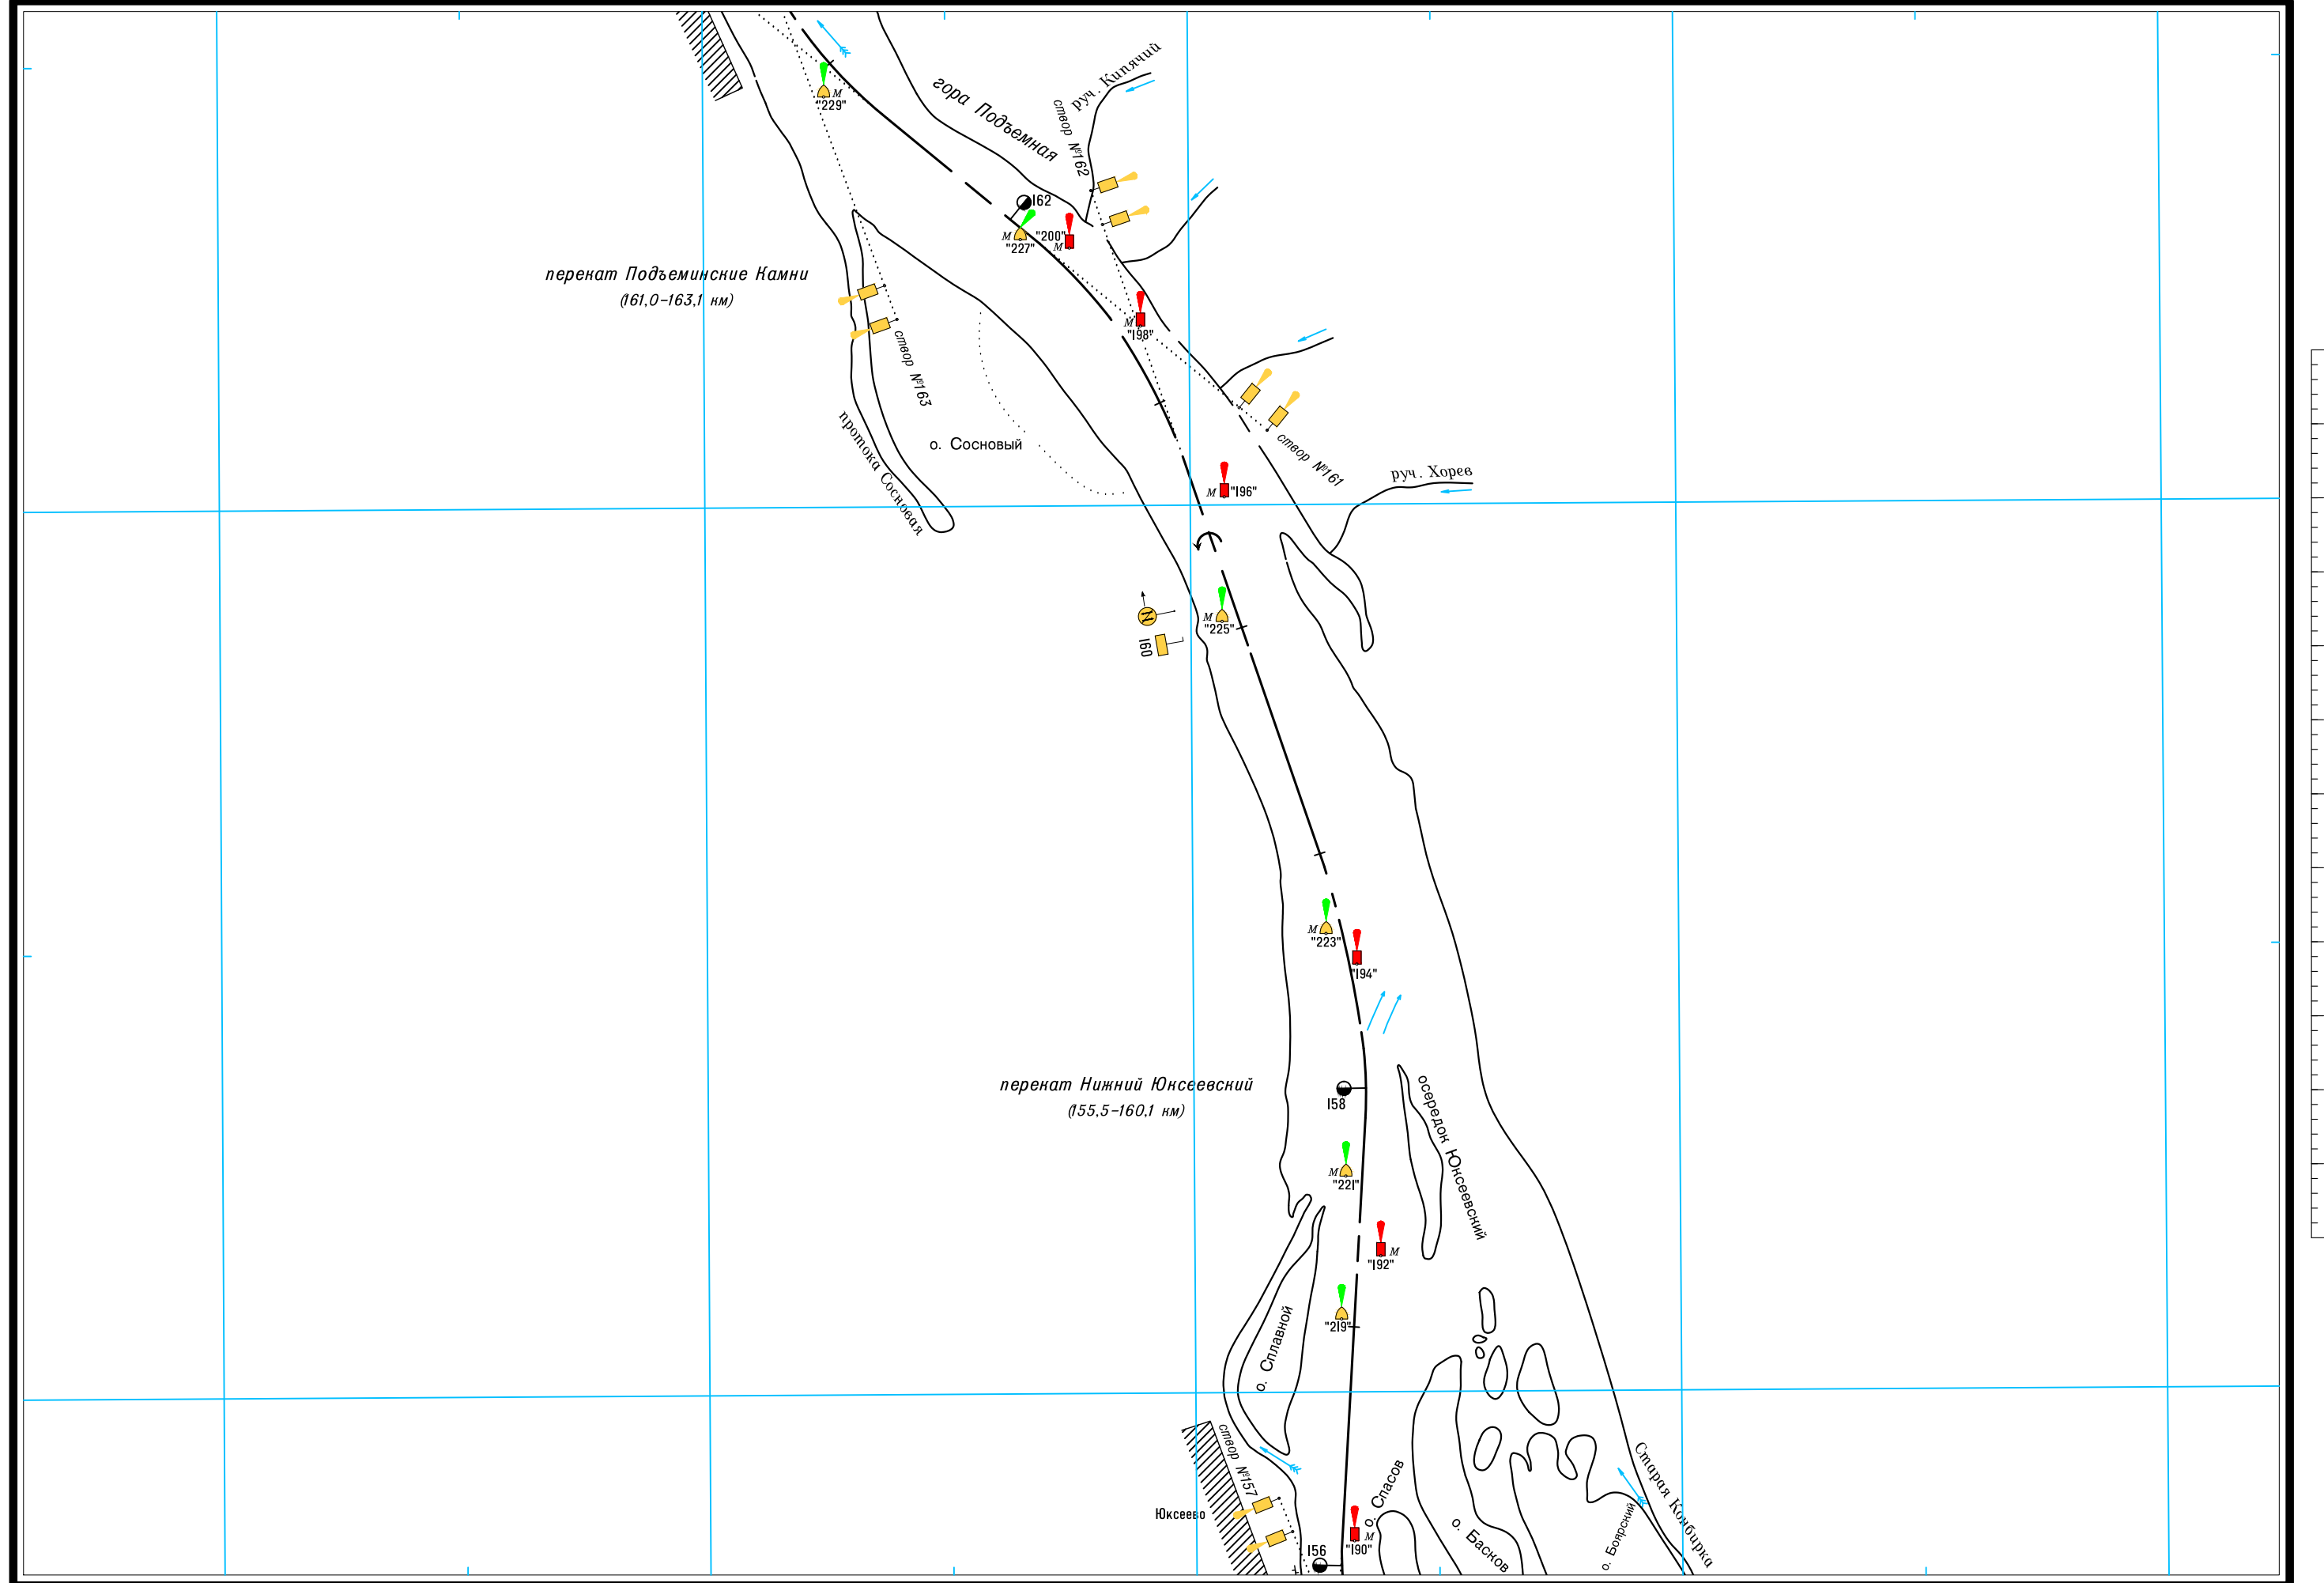 руч. Кипячий
гора Подъемная
М
"229"
створ №162
162
М
"227"
"200"
М
перекат Подъеминские Камни
(161,0-163,1 км)
М
"198"
створ №163
протока Сосновая
о. Сосновый
створ №161
руч. Хорев
М
"196"
М
"225"
N
160
М
"223"
"194"
перекат Нижний Юксеевский
(155,5-160,1 км)
158
осередок Юксеевский
М
"221"
М
"192"
"219"
о. Сплавной
створ №157
Юксеево
о. Спасов
М
"190"
156
о. Басков
о. Боярский
Старая Конбирка